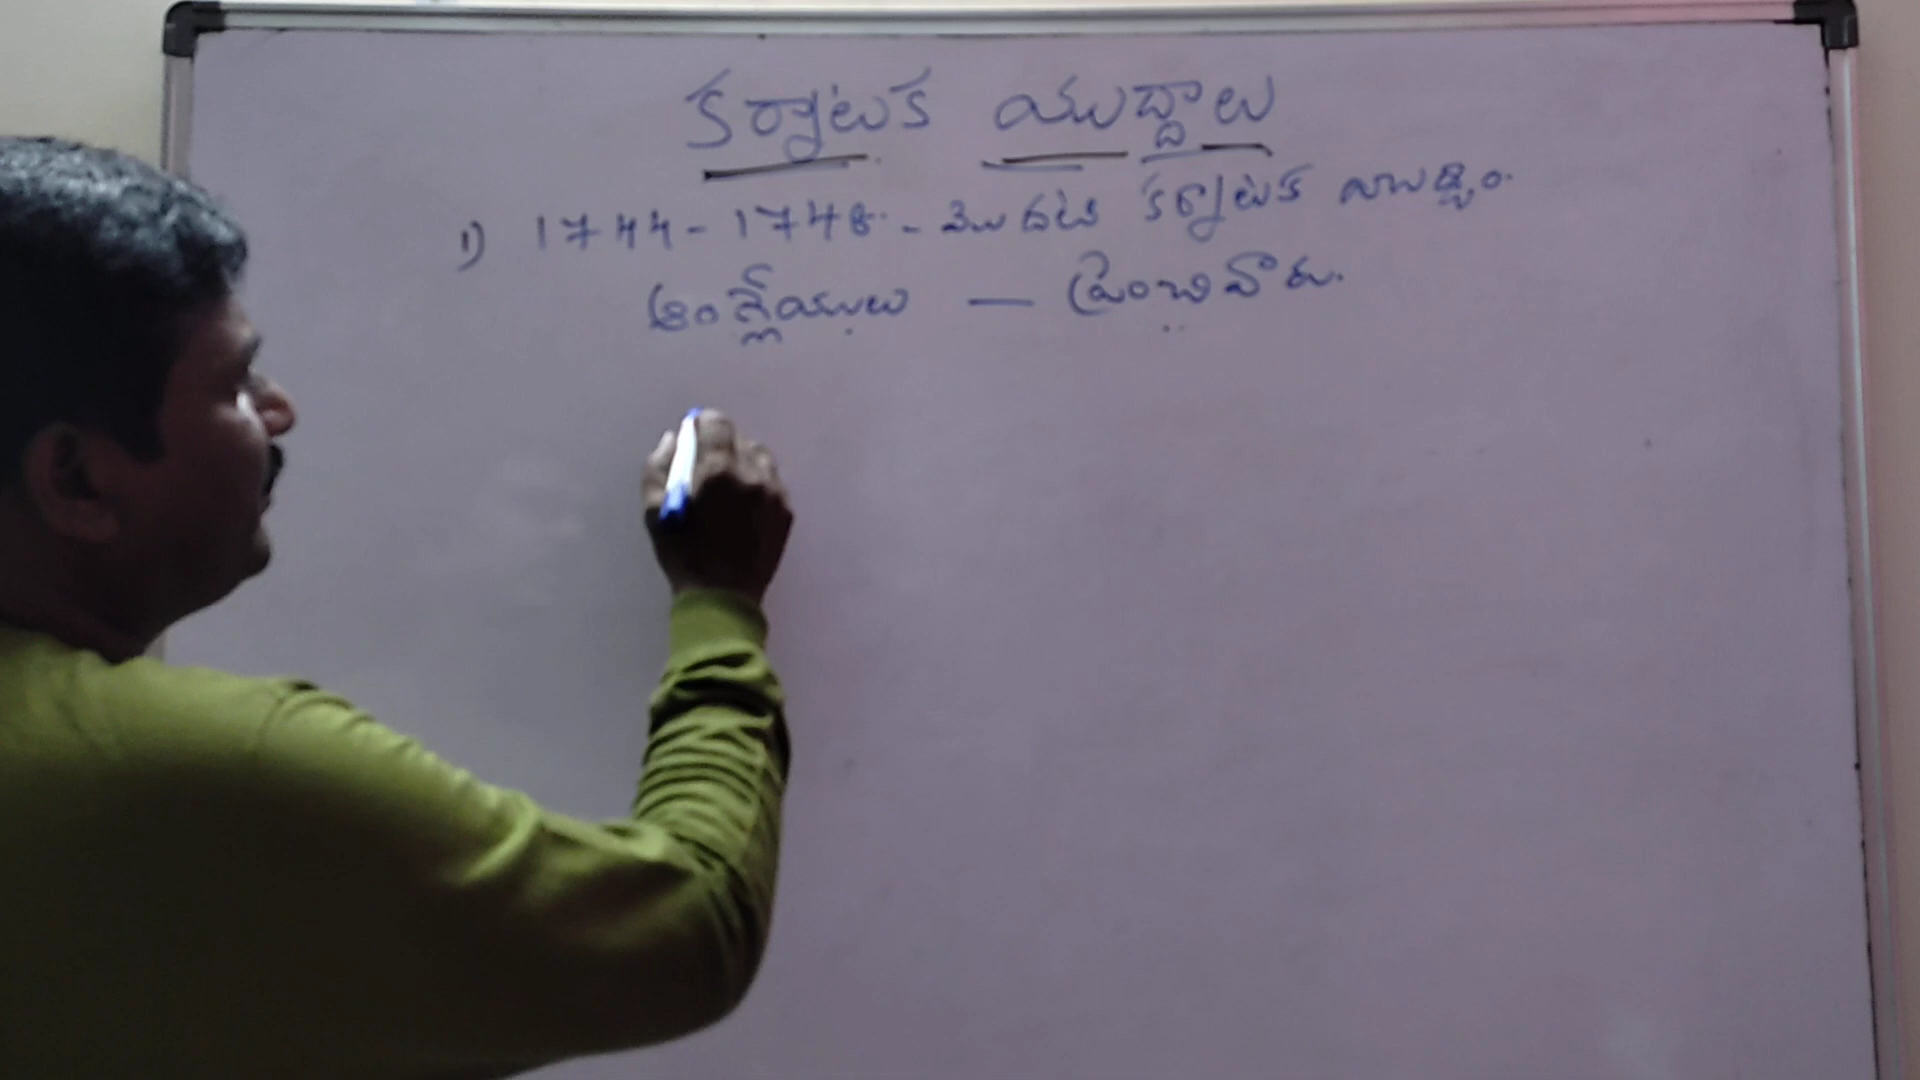 కర్నాటక యుద్దాలు
1) 1744-1748. - మొదటి కర్నాటక యుద్దం.
ఆంగ్లేయులు — ఫ్రెంచివారు.